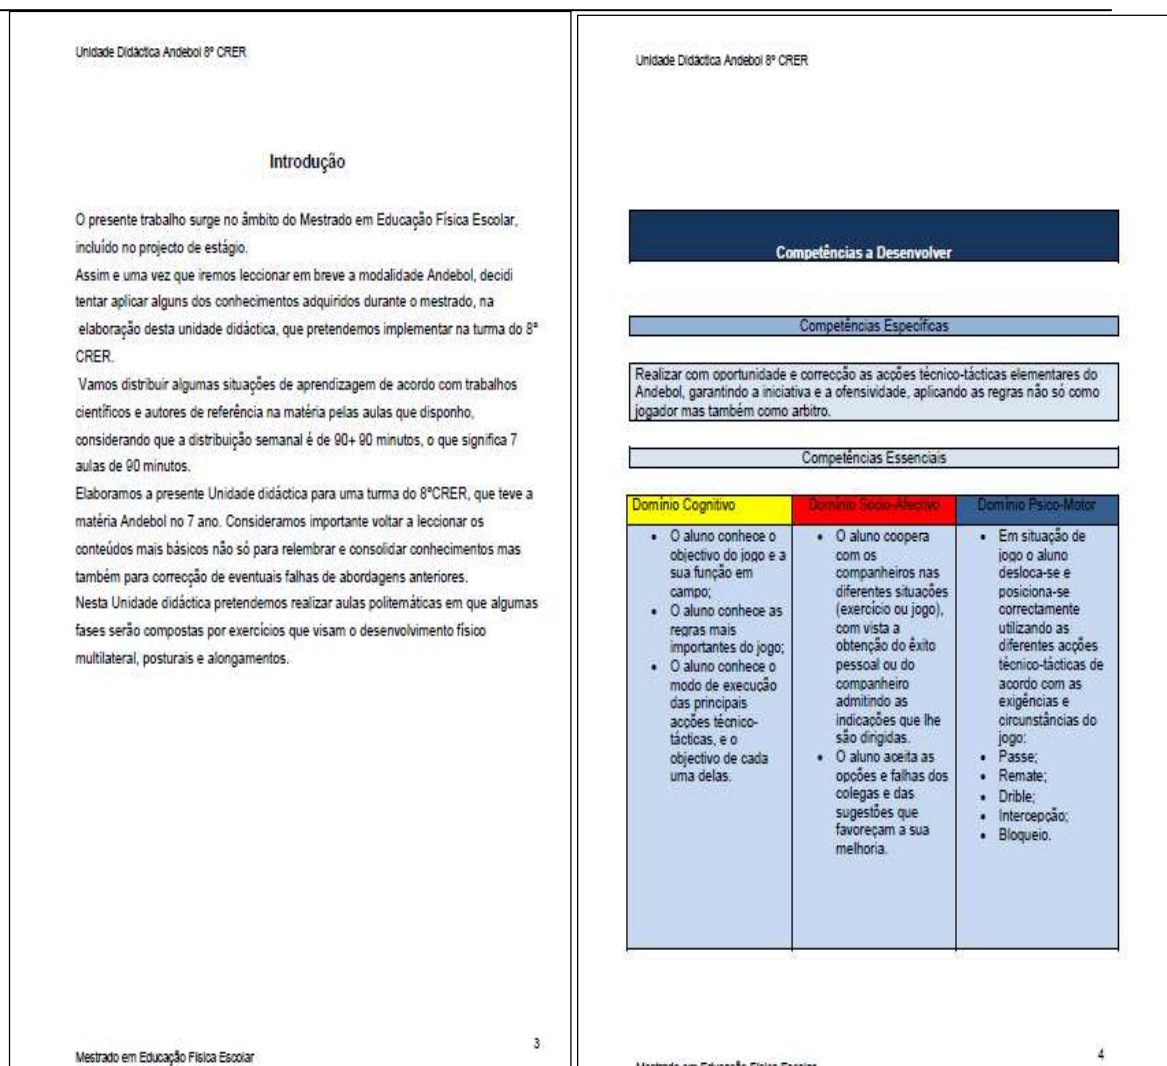 Unidade Didáctica Andebol 8º CRER
Introdução
O presente trabalho surge no âmbito do Mestrado em Educação Física Escolar,
incluído no projecto de estágio.
Assim e uma vez que iremos leccionar em breve a modalidade Andebol, decidi
tentar aplicar alguns dos conhecimentos adquiridos durante o mestrado, na
elaboração desta unidade didáctica, que pretendemos implementar na turma do 8º
CRER.
Vamos distribuir algumas situações de aprendizagem de acordo com trabalhos
científicos e autores de referência na matéria pelas aulas que disponho,
considerando que a distribuição semanal é de 90+ 90 minutos, o que significa 7
aulas de 90 minutos.
Elaboramos a presente Unidade didáctica para uma turma do 8ºCRER, que teve a
matéria Andebol no 7 ano. Consideramos importante voltar a leccionar os
conteúdos mais básicos não só para relembrar e consolidar conhecimentos mas
também para correcção de eventuais falhas de abordagens anteriores.
Nesta Unidade didáctica pretendemos realizar aulas politemáticas em que algumas
fases serão compostas por exercícios que visam o desenvolvimento físico
multilateral, posturais e alongamentos.
3
Mestrado em Educação Física Escolar
Unidade Didáctica Andebol 8º CRER
Competências a Desenvolver
Competências Especificas
Realizar com oportunidade e correcção as acções técnico-tácticas elementares do
Andebol, garantindo a iniciativa e a ofensividade, aplicando as regras não só como
jogador mas também como arbitro.
Competências Essenciais
Domínio Cognitivo
• O aluno conhece o
objectivo do jogo e a
sua função em
campo;
• O aluno conhece as
regras mais
importantes do jogo;
• O aluno conhece o
modo de execução
das principais
acções técnico-
tácticas, e o
objectivo de cada
uma delas.
Domínio Socio-Afectivo
• O aluno coopera
com os
companheiros nas
diferentes situações
(exercício ou jogo),
com vista a
obtenção do êxito
pessoal ou do
companheiro
admitindo as
indicações que lhe
são dirigidas.
• O aluno aceita as
opções e falhas dos
colegas e das
sugestões que
favoreçam a sua
melhoria.
Domínio Psico-Motor
• Em situação de
jogo o aluno
desloca-se e
posiciona-se
correctamente
utilizando as
diferentes acções
técnico-tácticas de
acordo com as
exigências e
circunstâncias do
jogo:
• Passe;
• Remate;
• Drible;
• Intercepção;
• Bloqueio.
4
Mestrado em Educação Física Escolar